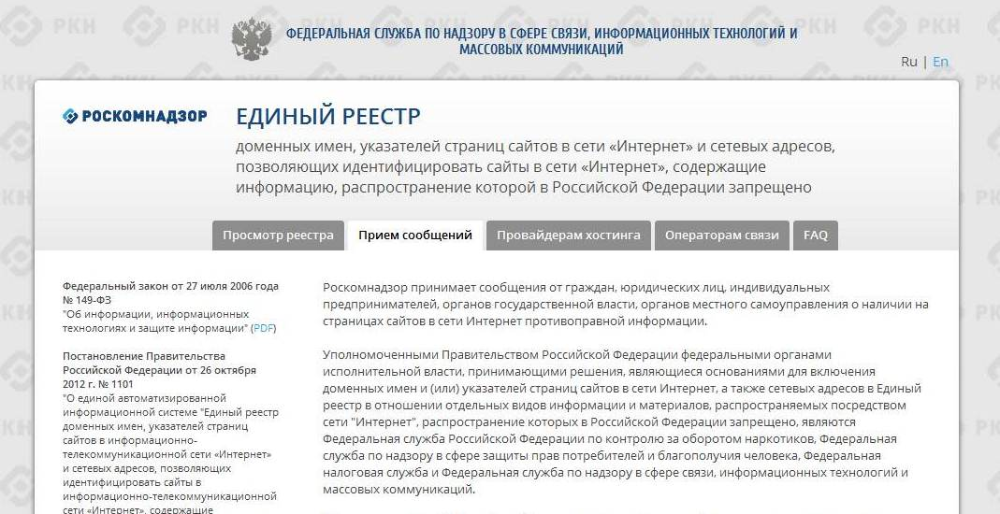 ФЕДЕРАЛЬНАЯ СЛУЖБА ПО НАДЗОРУ В СФЕРЕ СВЯЗИ, ИНФОРМАЦИОННЫХ ТЕХНОЛОГИЙ И
МАССОВЫХ КОММУНИКАЦИЙ
Ru | En
РОСКОМНАДЗОР
ЕДИНЫЙ РЕЕСТР
доменных имен, указателей страниц сайтов в сети «Интернет» и сетевых адресов,
позволяющих идентифицировать сайты в сети «Интернет», содержащие
информацию, распространение которой в Российской Федерации запрещено
Просмотр реестра
Прием сообщений
Провайдерам хостинга
Операторам связи
FAQ
Федеральный закон от 27 июля 2006 года
№ 149-ФЗ
"Об информации, информационных
технологиях и защите информации" (PDF)
Постановление Правительства
Российской Федерации от 26 октября
2012 г. № 1101
"О единой автоматизированной
информационной системе "Единый реестр
доменных имен, указателей страниц
сайтов в информационно-
телекоммуникационной сети «Интернет»
и сетевых адресов, позволяющих
идентифицировать сайты в
информационно-телекоммуникационной
сети «Интернет», содержащие
Роскомнадзор принимает сообщения от граждан, юридических лиц, индивидуальных
предпринимателей, органов государственной власти, органов местного самоуправления о наличии на
страницах сайтов в сети Интернет противоправной информации.
Уполномоченными Правительством Российской Федерации федеральными органами
исполнительной власти, принимающими решения, являющиеся основаниями для включения
доменных имен и (или) указателей страниц сайтов в сети Интернет, а также сетевых адресов в Единый
реестр в отношении отдельных видов информации и материалов, распространяемых посредством
сети "Интернет", распространение которых в Российской Федерации запрещено, являются
Федеральная служба Российской Федерации по контролю за оборотом наркотиков, Федеральная
служба по надзору в сфере защиты прав потребителей и благополучия человека, Федеральная
налоговая служба и Федеральная служба по надзору в сфере связи, информационных технологий и
массовых коммуникаций.